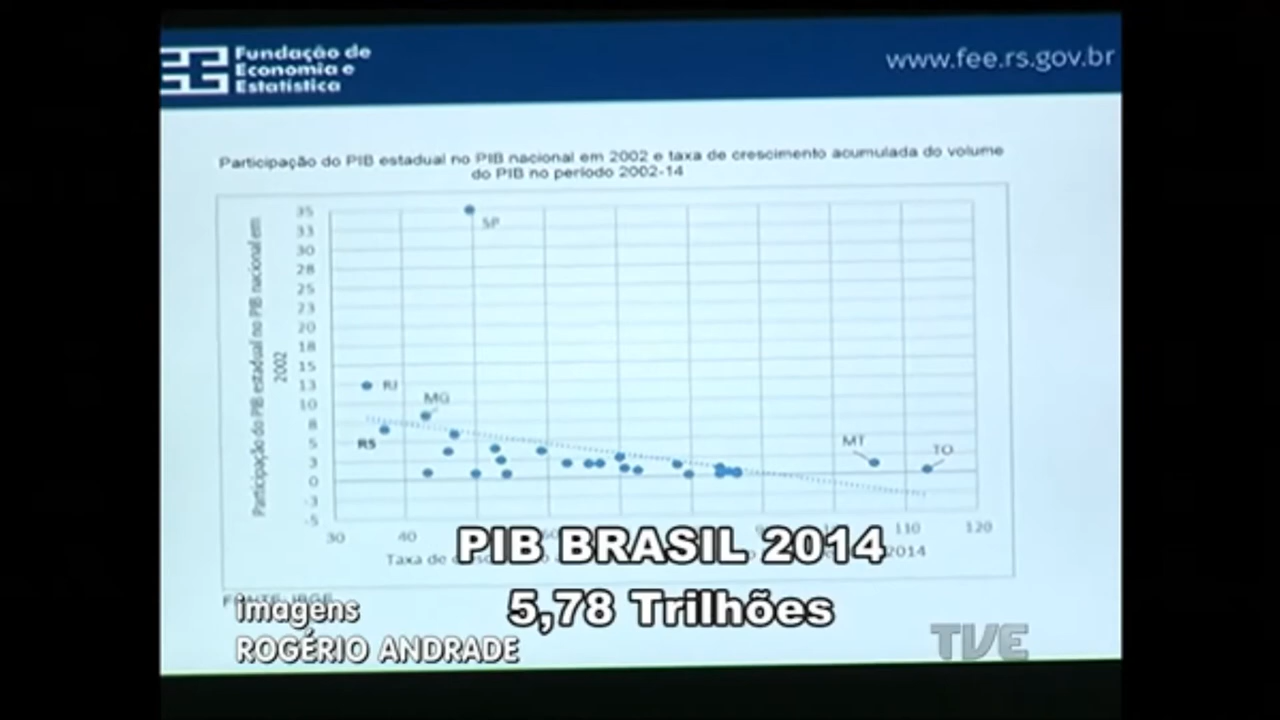 Fundação de
Economia e
Estatística
www.fee.rs.gov.br
Participação do PIB estadual no PIB nacional em 2002 e taxa de crescimento acumulada do volume
do PIB no período 2002-14
Participação do PIB estadual no PIB nacional em
2002
35
33
30
28
25
23
20
18
15
13
10
8
5
3
0
-3
-5
SP
RJ
MG
RS
MT
TO
30
40
110
120
Taxa de
2014
PIB BRASIL 2014
5,78 Trilhões
FONTE: IBGE
imagens
ROGÉRIO ANDRADE
TVE